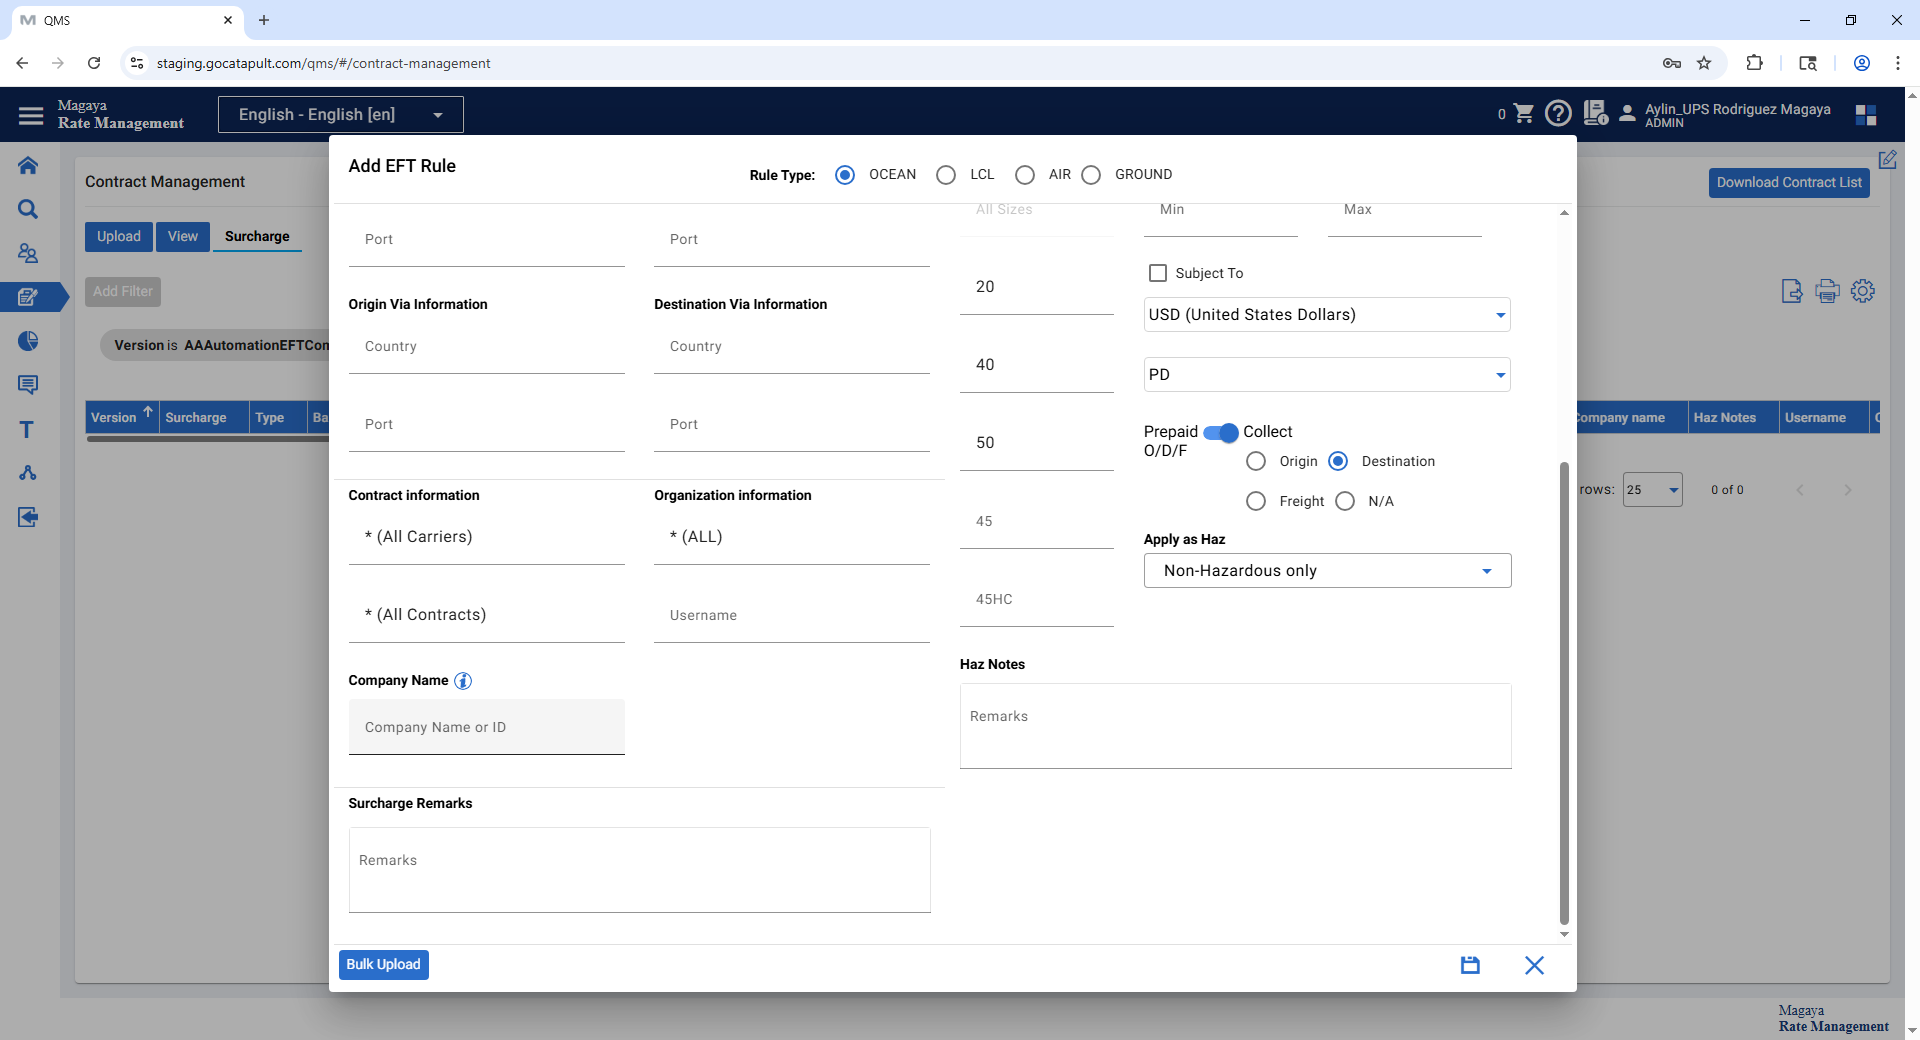 QMS
staging.gocatapult.com/qms/#/contract-management
Magaya
Rate Management
English - English [en]
0
Aylin_UPS Rodriguez Magaya
ADMIN
Contract Management
Download Contract List
Upload
View
Surcharge
Add Filter
Version is AAAutomationEFTCon
Version
Surcharge
Type
Ba
Company name
Haz Notes
Username
rows:
25
0 of 0
Add EFT Rule
Rule Type:
OCEAN
LCL
AIR
GROUND
Port
Port
Origin Via Information
Destination Via Information
Country
Country
Port
Port
Contract information
Organization information
* (All Carriers)
* (ALL)
* (All Contracts)
Username
Company Name
Company Name or ID
Surcharge Remarks
Remarks
All Sizes
20
40
50
45
45HC
Min
Max
Subject To
USD (United States Dollars)
PD
Prepaid
Collect
O/D/F
Origin
Destination
Freight
N/A
Apply as Haz
Non-Hazardous only
Haz Notes
Remarks
Bulk Upload
Magaya
Rate Management